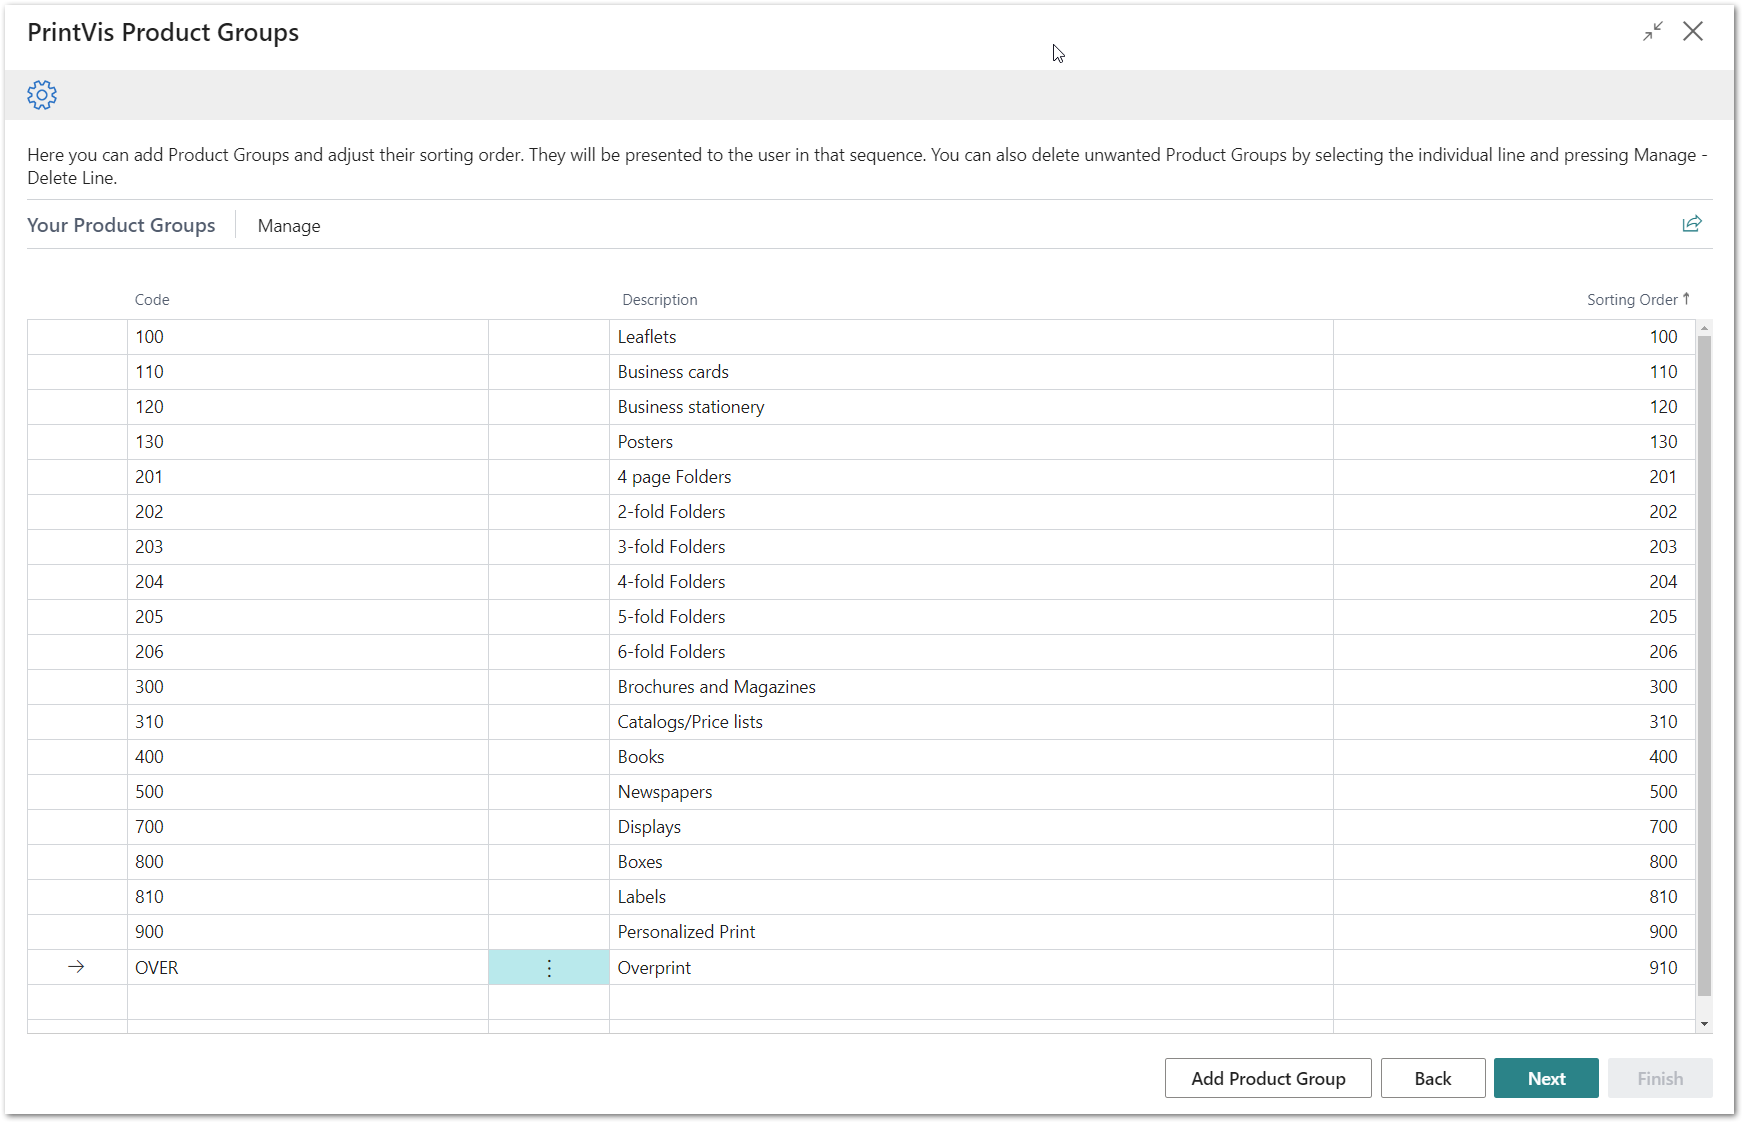 PrintVis Product Groups
Here you can add Product Groups and adjust their sorting order. They will be presented to the user in that sequence. You can also delete unwanted Product Groups by selecting the individual line and pressing Manage -
Delete Line.
Your Product Groups Manage
Code Description Sorting Order
100 Leaflets 100
110 Business cards 110
120 Business stationery 120
130 Posters 130
201 4 page Folders 201
202 2-fold Folders 202
203 3-fold Folders 203
204 4-fold Folders 204
205 5-fold Folders 205
206 6-fold Folders 206
300 Brochures and Magazines 300
310 Catalogs/Price lists 310
400 Books 400
500 Newspapers 500
700 Displays 700
800 Boxes 800
810 Labels 810
900 Personalized Print 900
OVER Overprint 910
Add Product Group Back Next Finish